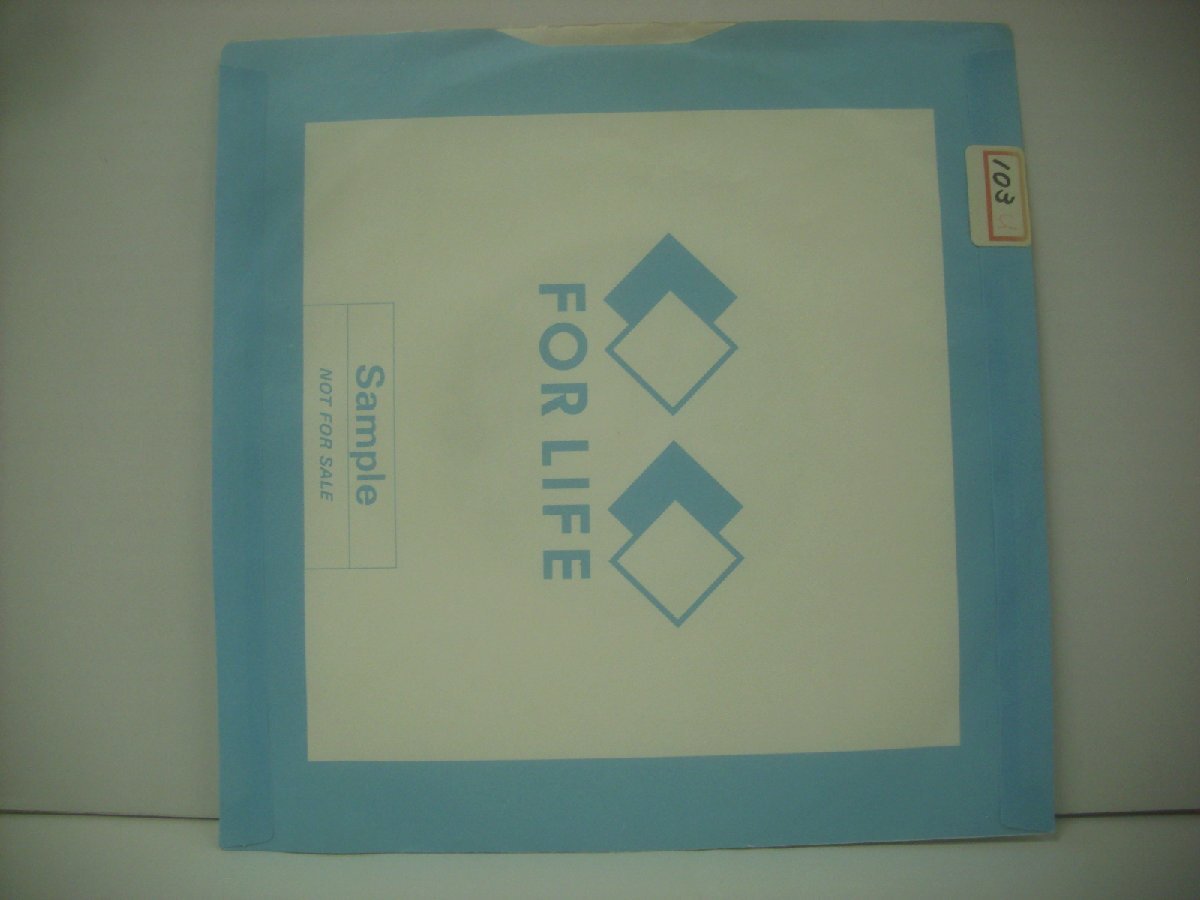 103
FOR LIFE
Sample
NOT FOR SALE